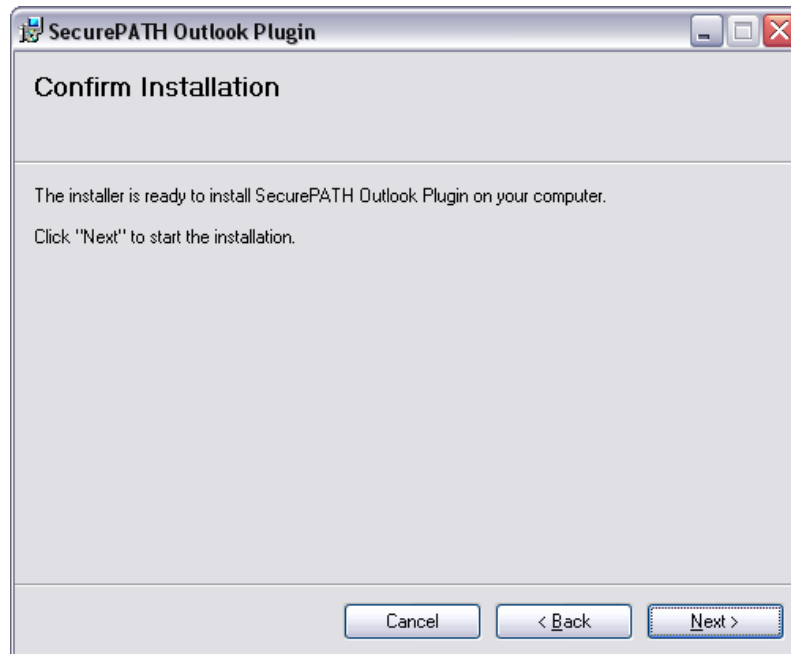 SecurePATH Outlook Plugin
Confirm Installation
The installer is ready to install SecurePATH Outlook Plugin on your computer.
Click "Next" to start the installation.
Cancel
< Back
Next >